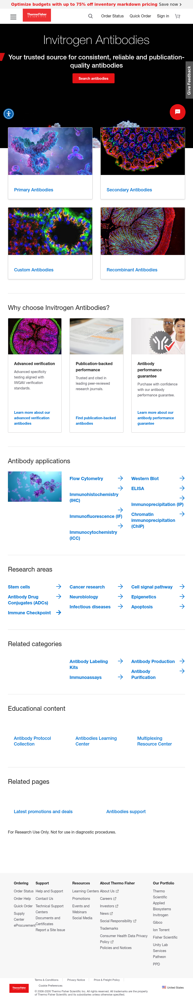 Optimize budgets with up to 75% off inventory markdown pricing Save now
ThermoFisher
SCIENTIFIC
Order Status
Quick Order
Sign in
Invitrogen Antibodies
Your trusted source for consistent, reliable and publication-
quality antibodies
Search antibodies
Give Feedback
Primary Antibodies
Secondary Antibodies
Custom Antibodies
Recombinant Antibodies
Why choose Invitrogen Antibodies?
Advanced verification
Advanced specificity
testing aligned with
IWGAV verification
standards.
Learn more about our
advanced verification
antibodies
Publication-backed
performance
Trusted and cited in
leading peer-reviewed
research journals.
Find publication-backed
antibodies
Antibody
performance
guarantee
Purchase with confidence
with our antibody
performance guarantee.
Learn more about our
antibody performance
guarantee
Antibody applications
Flow Cytometry
Immunohistochemistry
(IHC)
Immunofluorescence (IF)
Immunocytochemistry
(ICC)
Western Blot
ELISA
Immunoprecipitation (IP)
Chromatin
immunoprecipitation
(ChIP)
Research areas
Stem cells
Antibody Drug
Conjugates (ADCs)
Immune Checkpoint
Cancer research
Neurobiology
Infectious diseases
Cell signal pathway
Epigenetics
Apoptosis
Related categories
Antibody Labeling
Kits
Immunoassays
Antibody Production
Antibody
Purification
Educational content
Antibody Protocol
Collection
Antibodies Learning
Center
Multiplexing
Resource Center
Related pages
Latest promotions and deals
Antibodies support
For Research Use Only. Not for use in diagnostic procedures.
Ordering
Order Status
Order Help
Quick Order
Supply
Center
eProcurement
Support
Help and Support
Contact Us
Technical Support
Centers
Documents and
Certificates
Report a Site Issue
Resources
Learning Centers
Promotions
Events and
Webinars
Social Media
About Thermo Fisher
About Us
Careers
Investors
News
Social Responsibility
Trademarks
Consumer Health Data Privacy
Policy
Policies and Notices
Our Portfolio
Thermo
Scientific
Applied
Biosystems
Invitrogen
Gibco
Ion Torrent
Fisher Scientific
Unity Lab
Services
Patheon
PPD
ThermoFisher
SCIENTIFIC
Terms & Conditions
Privacy Notice
Price & Freight Policy
Cookie Preferences
© 2006-2026 Thermo Fisher Scientific Inc. All rights reserved. All trademarks are the property
of Thermo Fisher Scientific and its subsidiaries unless otherwise specified.
United States